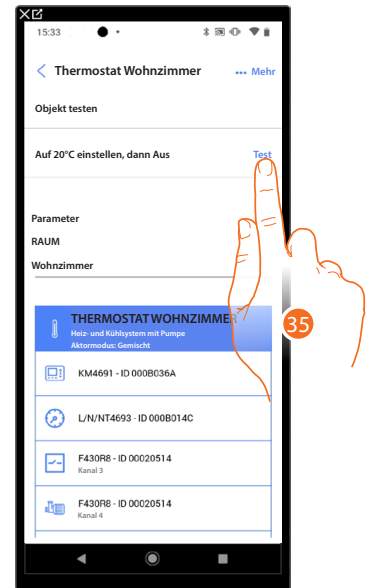 15:33
Thermostat Wohnzimmer
••• Mehr
Objekt testen
Auf 20°C einstellen, dann Aus
Test
Parameter
RAUM
Wohnzimmer
THERMOSTAT WOHNZIMMER
Heiz- und Kühlsystem mit Pumpe
Aktormodus: Gemischt
35
KM4691 - ID 000B036A
L/N/NT4693 - ID 000B014C
F430R8 - ID 00020514
Kanal 3
F430R8 - ID 00020514
Kanal 4